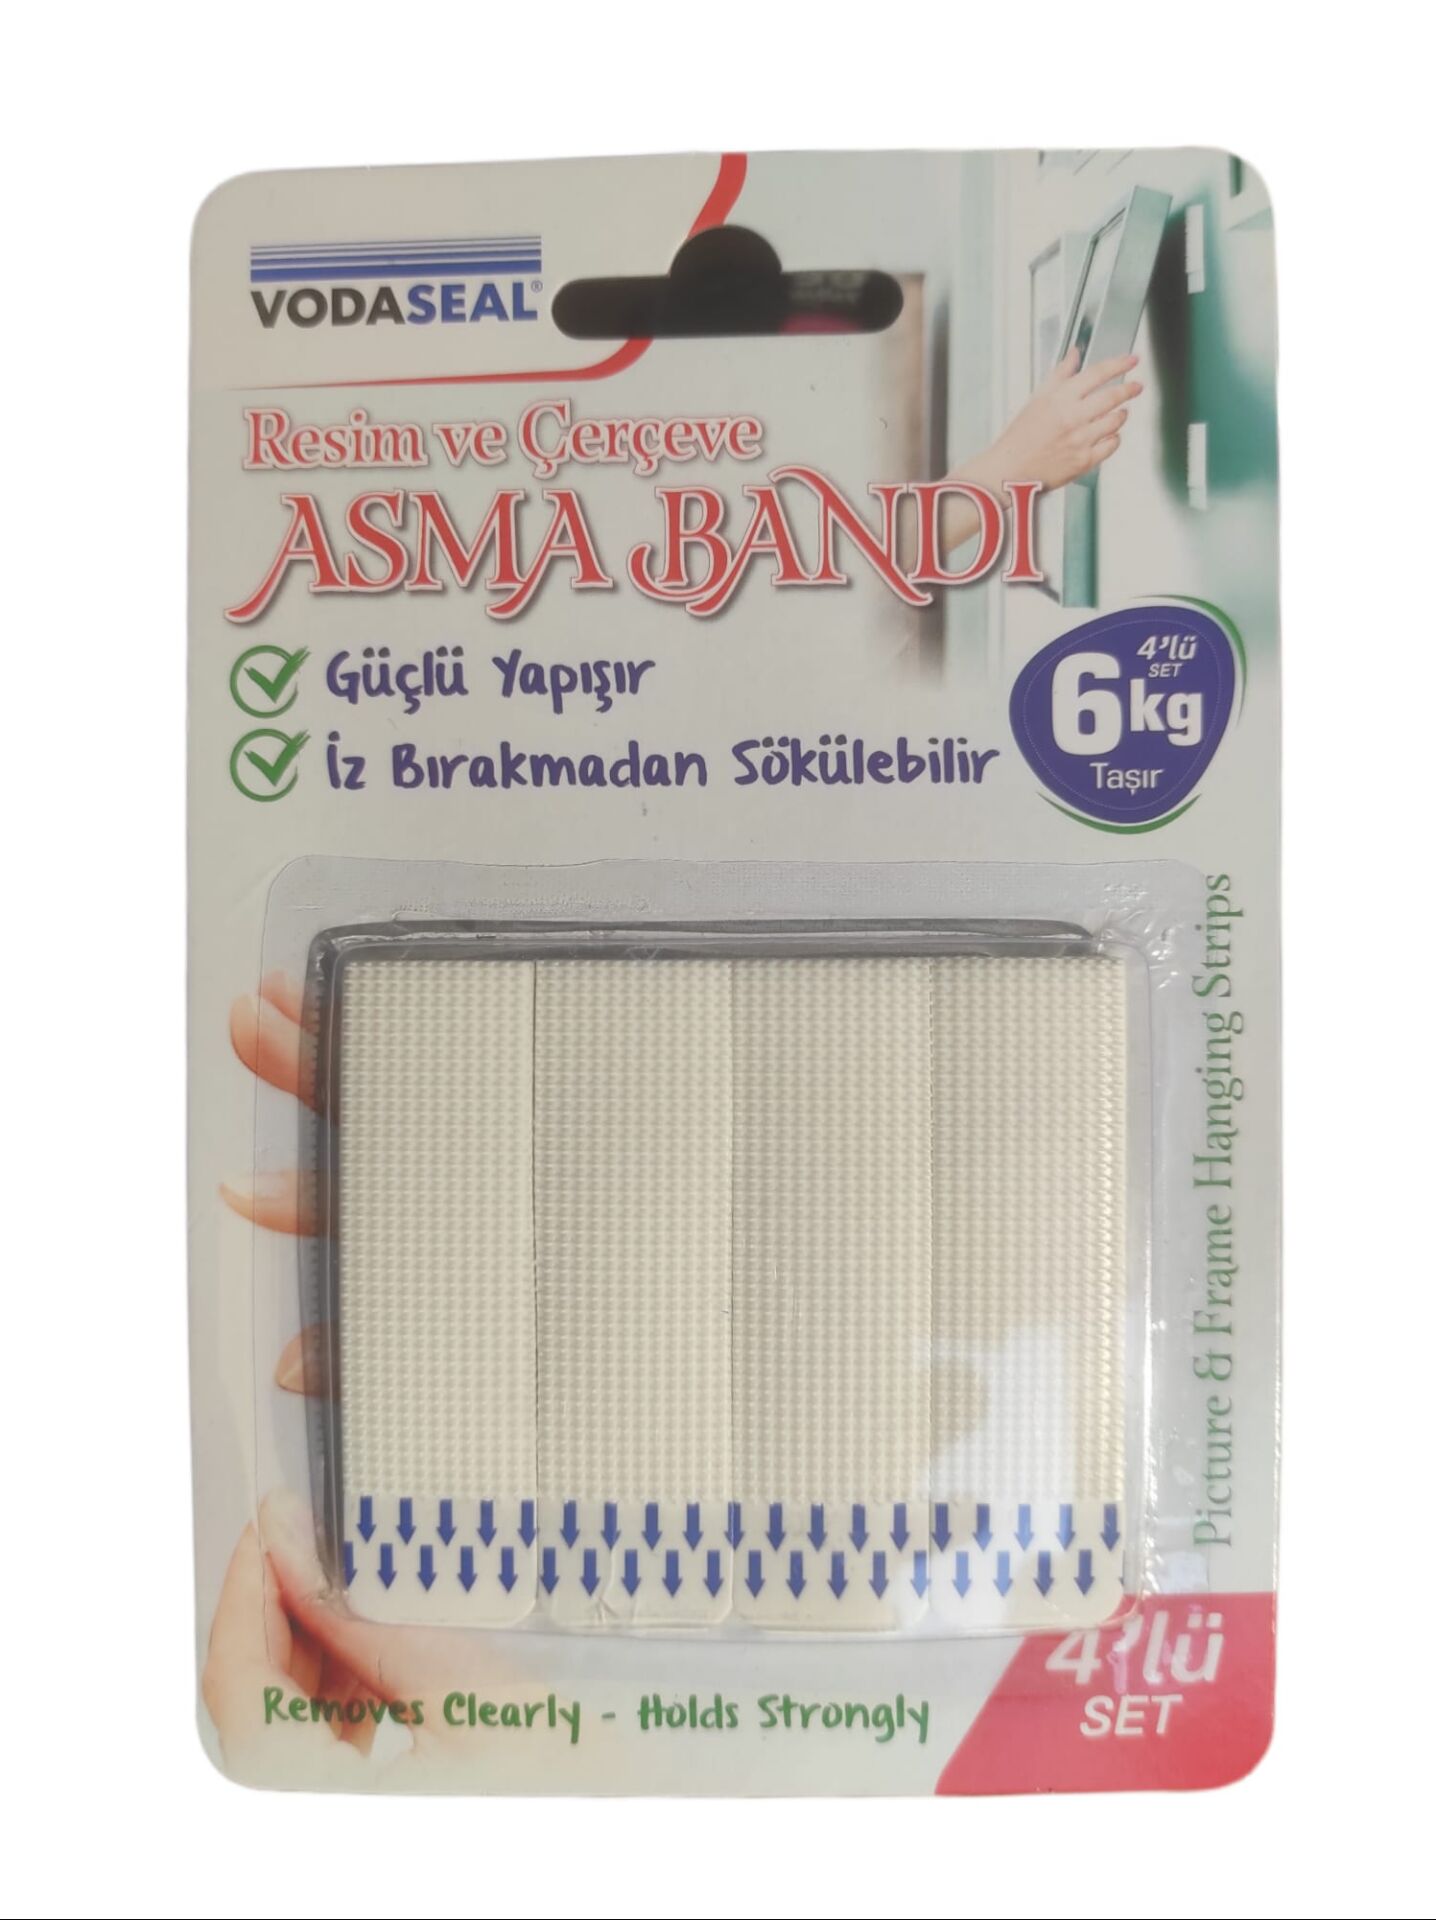 VODASEAL®
Resim ve Çerçeve
ASMA BANDI
Güçlü Yapışır
İz Bırakmadan Sökülebilir
4'lü
SET
6kg
Taşır
Picture & Frame Hanging Strips
4'lü
SET
Removes Clearly - Holds Strongly